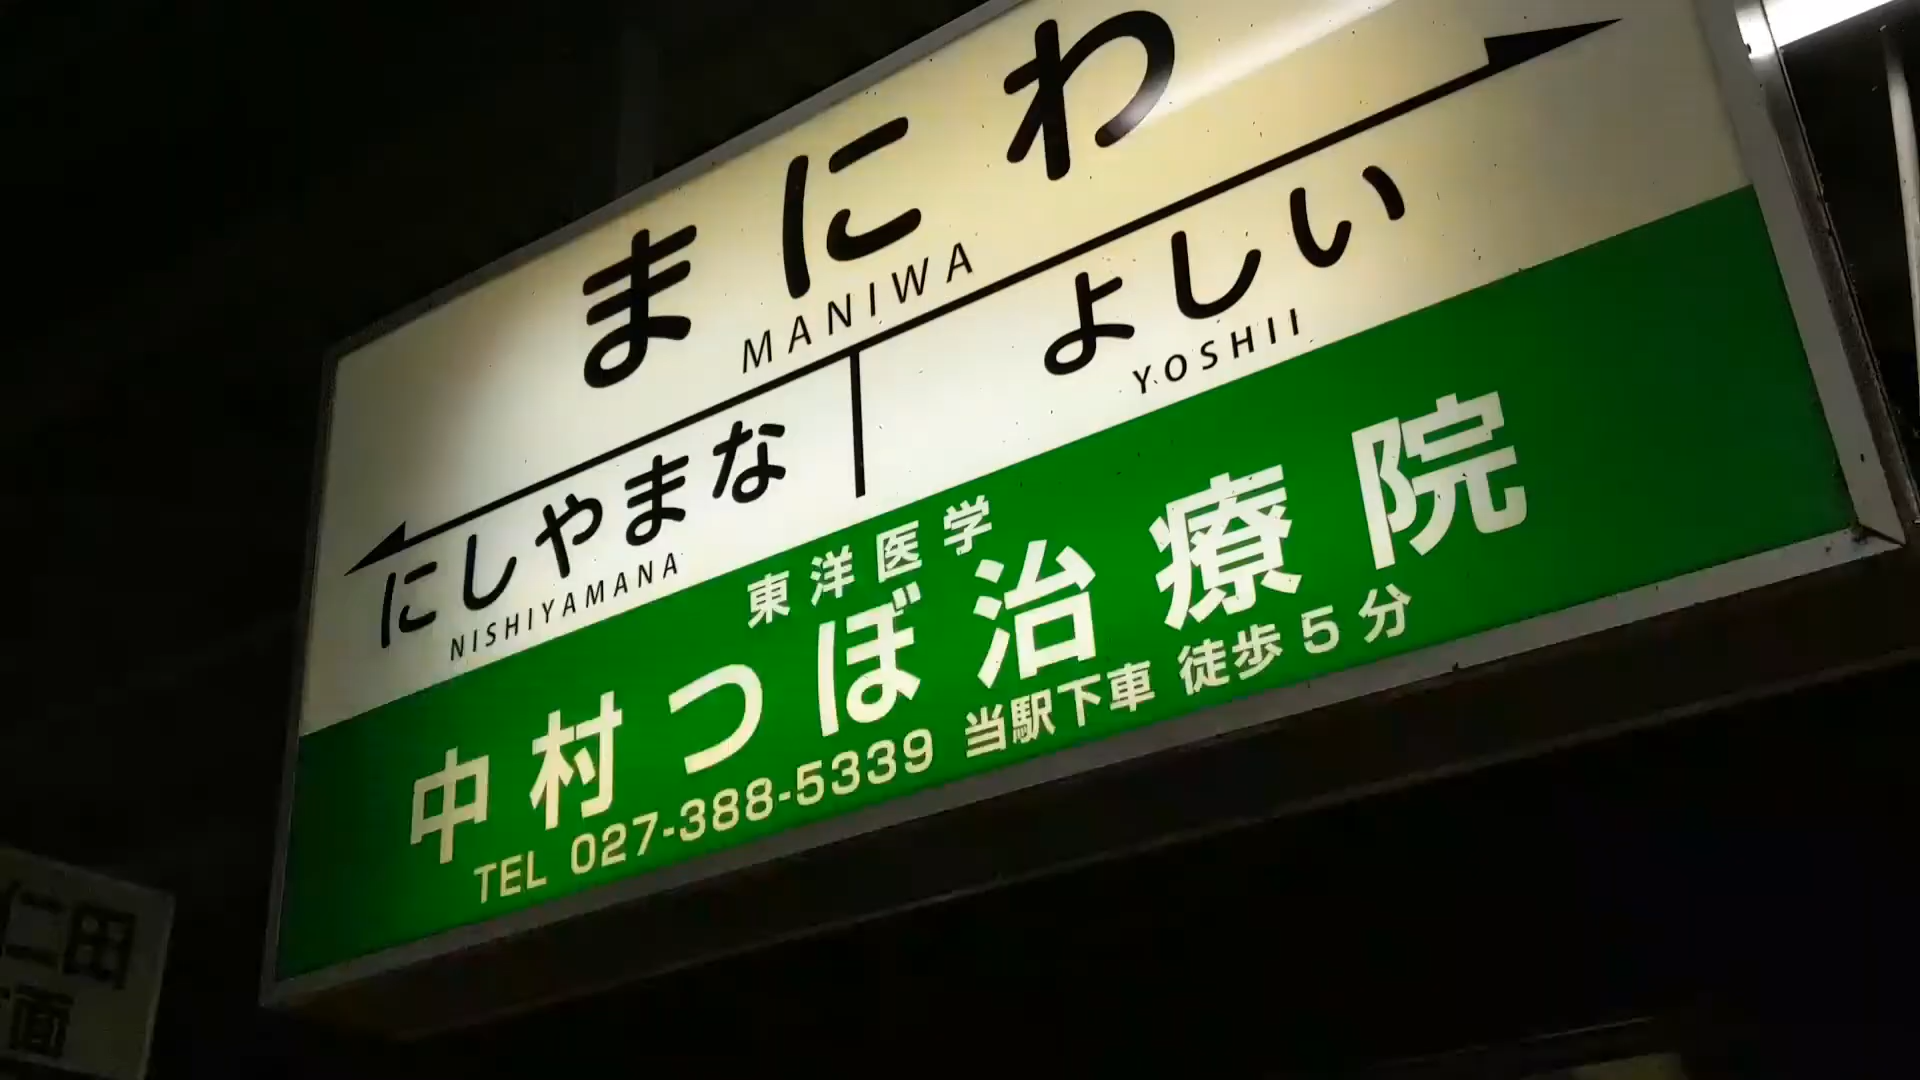 まにわ
MANIWA
にしやまな
NISHIYAMANA
よしい
YOSHII
東洋医学
中村つぼ治療院
TEL 027-388-5339 当駅下車 徒歩5分
仁田
面